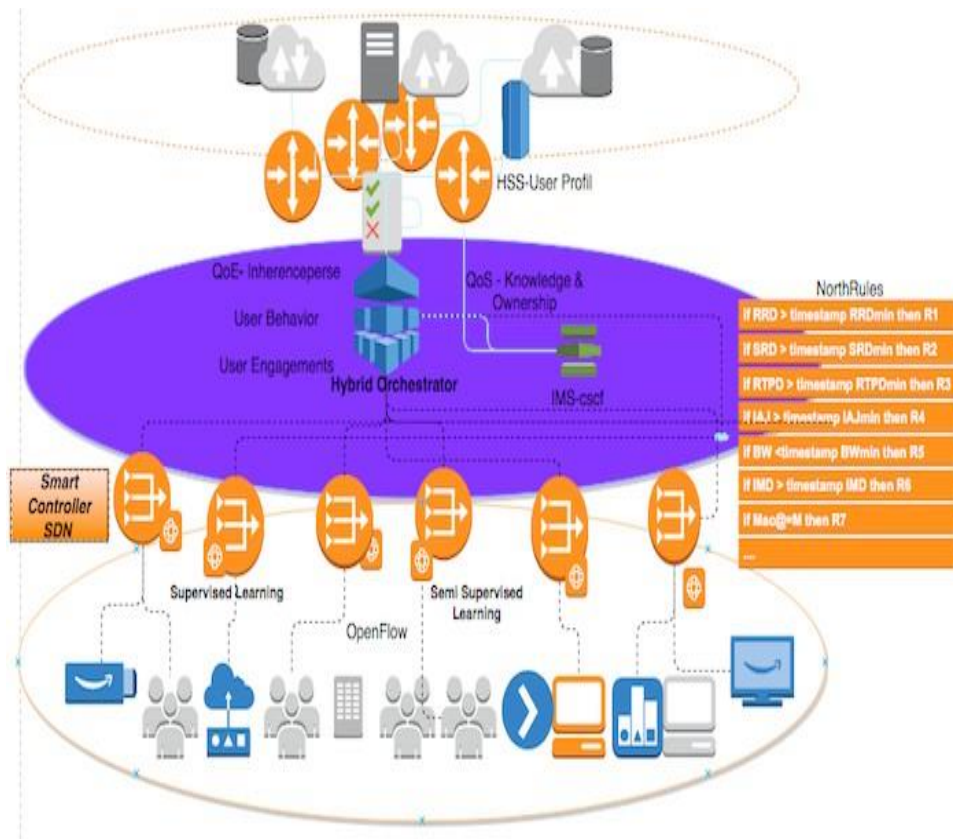 HSS-User Profil
QoE- Inherenceperse
QoS - Knowledge &
Ownership
User Behavior
User Engagements
Hybrid Orchestrator
IMS-cscf
NorthRules
if RRD > timestamp RRDmin then R1
if SRD > timestamp SRDmin then R2
if RTPD > timestamp RTPDmin then R3
if IAJ > timestamp IAJmin then R4
if BW <timestamp BWmin then R5
if IMD > timestamp IMD then R6
if Mac@=M then R7
....
Smart
Controller
SDN
Supervised Learning
Semi Supervised
Learning
OpenFlow